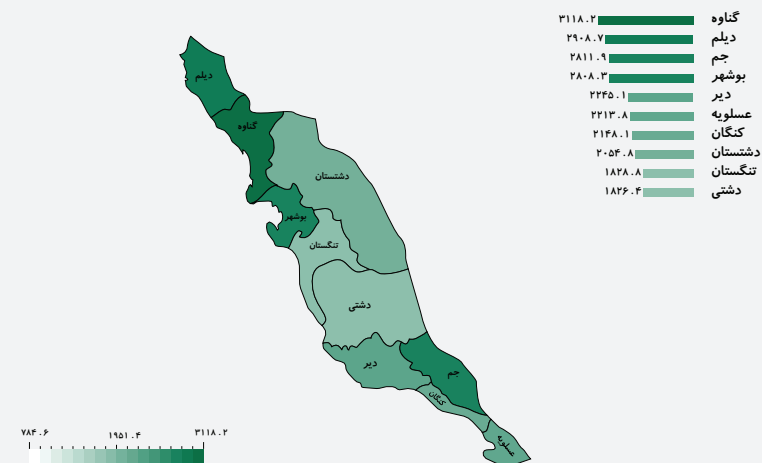 گناوه ۳۱۱۸.۲
دیلم ۲۹۰۸.۷
جم ۲۸۱۱.۹
بوشهر ۲۸۰۸.۳
دیر ۲۲۴۵.۱
عسلویه ۲۲۱۳.۸
کنگان ۲۱۴۸.۱
دشتستان ۲۰۵۴.۸
تنگستان ۱۸۲۸.۸
دشتی ۱۸۲۶.۴
دیلم
گناوه
دشتستان
بوشهر
تنگستان
دشتی
دیر
جم
کنگان
عسلویه
۷۸۴.۶ ۱۹۵۱.۴ ۳۱۱۸.۲